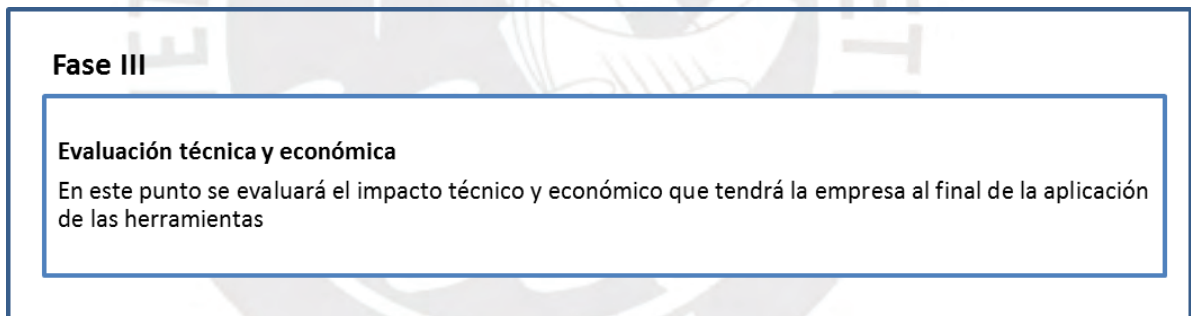 Fase III
Evaluación técnica y económica
En este punto se evaluará el impacto técnico y económico que tendrá la empresa al final de la aplicación
de las herramientas